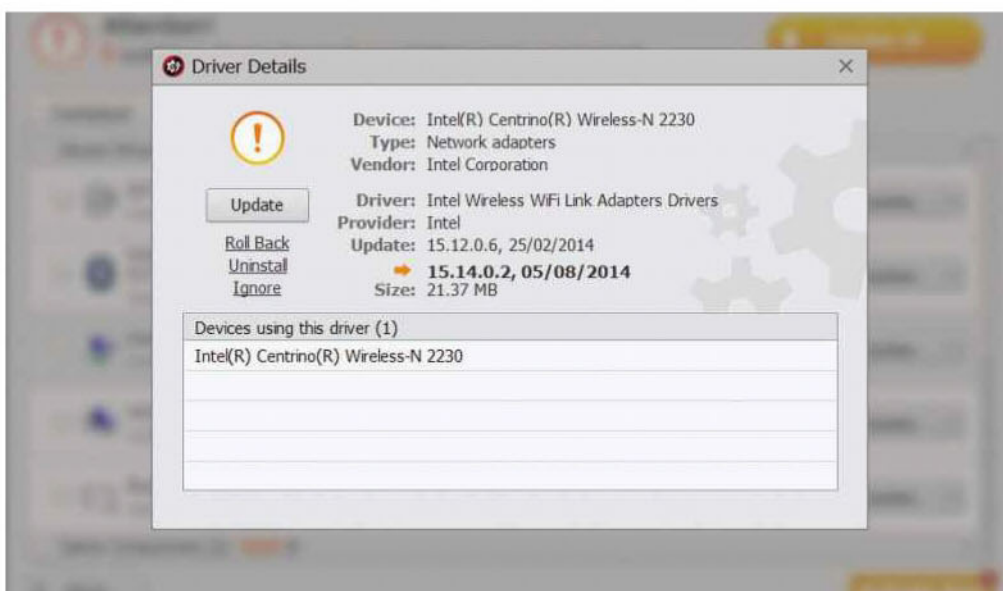 Driver Details
Device: Intel(R) Centrino(R) Wireless-N 2230
Type: Network adapters
Vendor: Intel Corporation
Update
Driver: Intel Wireless WiFi Link Adapters Drivers
Provider: Intel
Roll Back
Update: 15.12.0.6, 25/02/2014
Uninstall
15.14.0.2, 05/08/2014
Ignore
Size: 21.37 MB
Devices using this driver (1)
Intel(R) Centrino(R) Wireless-N 2230